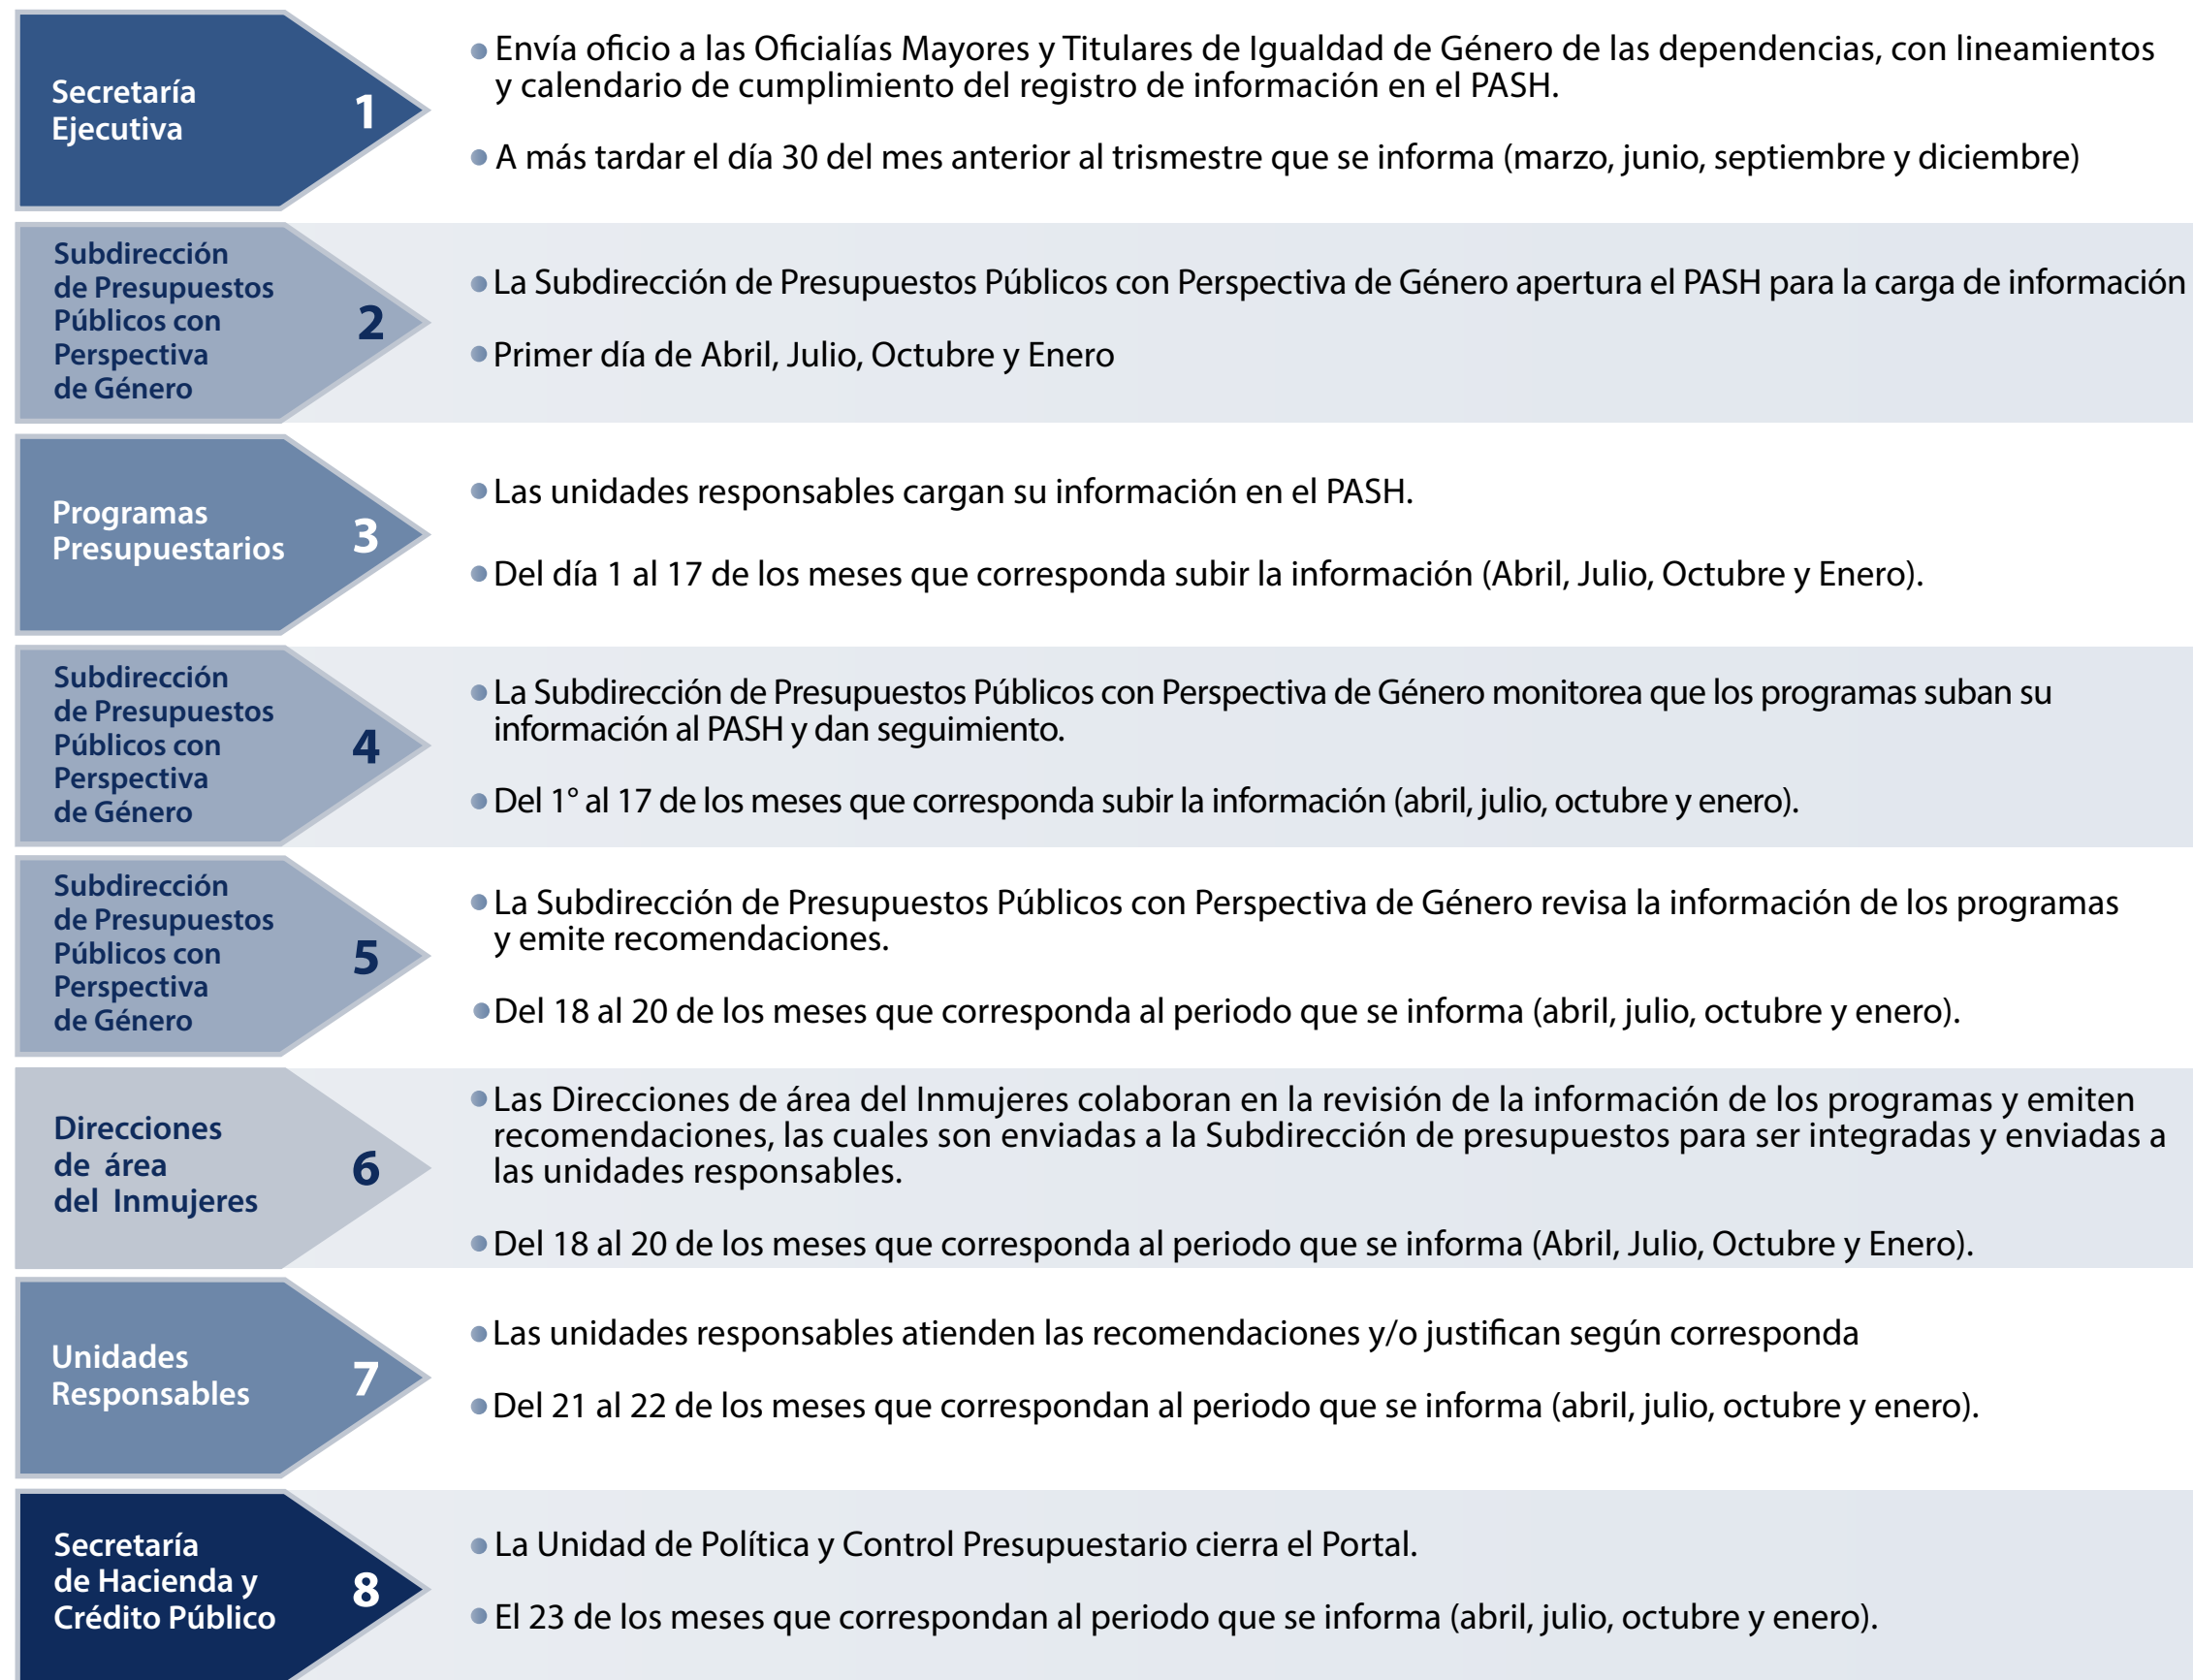 Secretaría
Ejecutiva
1
Envía oficio a las Oficialías Mayores y Titulares de Igualdad de Género de las dependencias, con lineamientos
y calendario de cumplimiento del registro de información en el PASH.
A más tardar el día 30 del mes anterior al trismestre que se informa (marzo, junio, septiembre y diciembre)
Subdirección
de Presupuestos
Públicos con
Perspectiva
de Género
2
La Subdirección de Presupuestos Públicos con Perspectiva de Género apertura el PASH para la carga de información
Primer día de Abril, Julio, Octubre y Enero
Programas
Presupuestarios
3
Las unidades responsables cargan su información en el PASH.
Del día 1 al 17 de los meses que corresponda subir la información (Abril, Julio, Octubre y Enero).
Subdirección
de Presupuestos
Públicos con
Perspectiva
de Género
4
La Subdirección de Presupuestos Públicos con Perspectiva de Género monitorea que los programas suban su
información al PASH y dan seguimiento.
Del 1° al 17 de los meses que corresponda subir la información (abril, julio, octubre y enero).
Subdirección
de Presupuestos
Públicos con
Perspectiva
de Género
5
La Subdirección de Presupuestos Públicos con Perspectiva de Género revisa la información de los programas
y emite recomendaciones.
Del 18 al 20 de los meses que corresponda al periodo que se informa (abril, julio, octubre y enero).
Direcciones
de área
del Inmujeres
6
Las Direcciones de área del Inmujeres colaboran en la revisión de la información de los programas y emiten
recomendaciones, las cuales son enviadas a la Subdirección de presupuestos para ser integradas y enviadas a
las unidades responsables.
Del 18 al 20 de los meses que corresponda al periodo que se informa (Abril, Julio, Octubre y Enero).
Unidades
Responsables
7
Las unidades responsables atienden las recomendaciones y/o justifican según corresponda
Del 21 al 22 de los meses que correspondan al periodo que se informa (abril, julio, octubre y enero).
Secretaría
de Hacienda y
Crédito Público
8
La Unidad de Política y Control Presupuestario cierra el Portal.
El 23 de los meses que correspondan al periodo que se informa (abril, julio, octubre y enero).